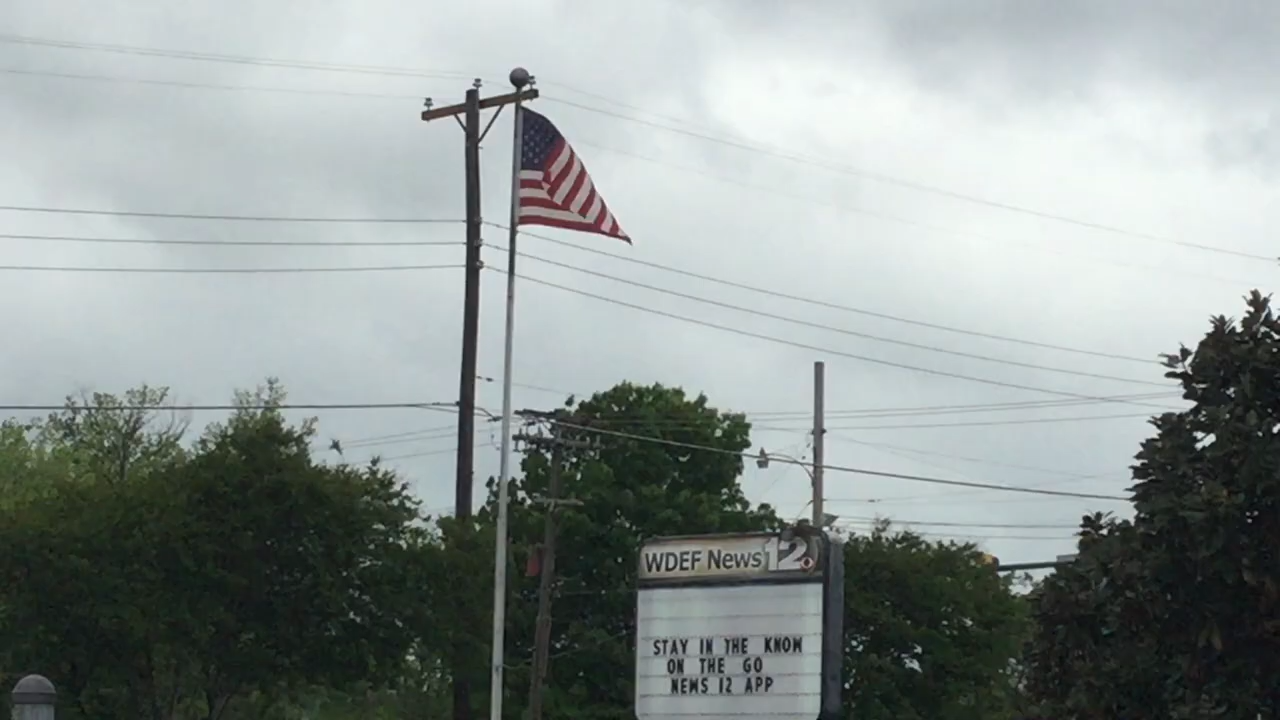 WDEF News 12
STAY IN THE KNOW
ON THE GO
NEWS 12 APP